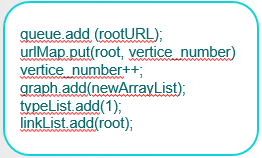 queue.add (rootURL);
urlMap.put(root, vertice_number)
vertice_number++;
graph.add(newArrayList);
typeList.add(1);
linkList.add(root);